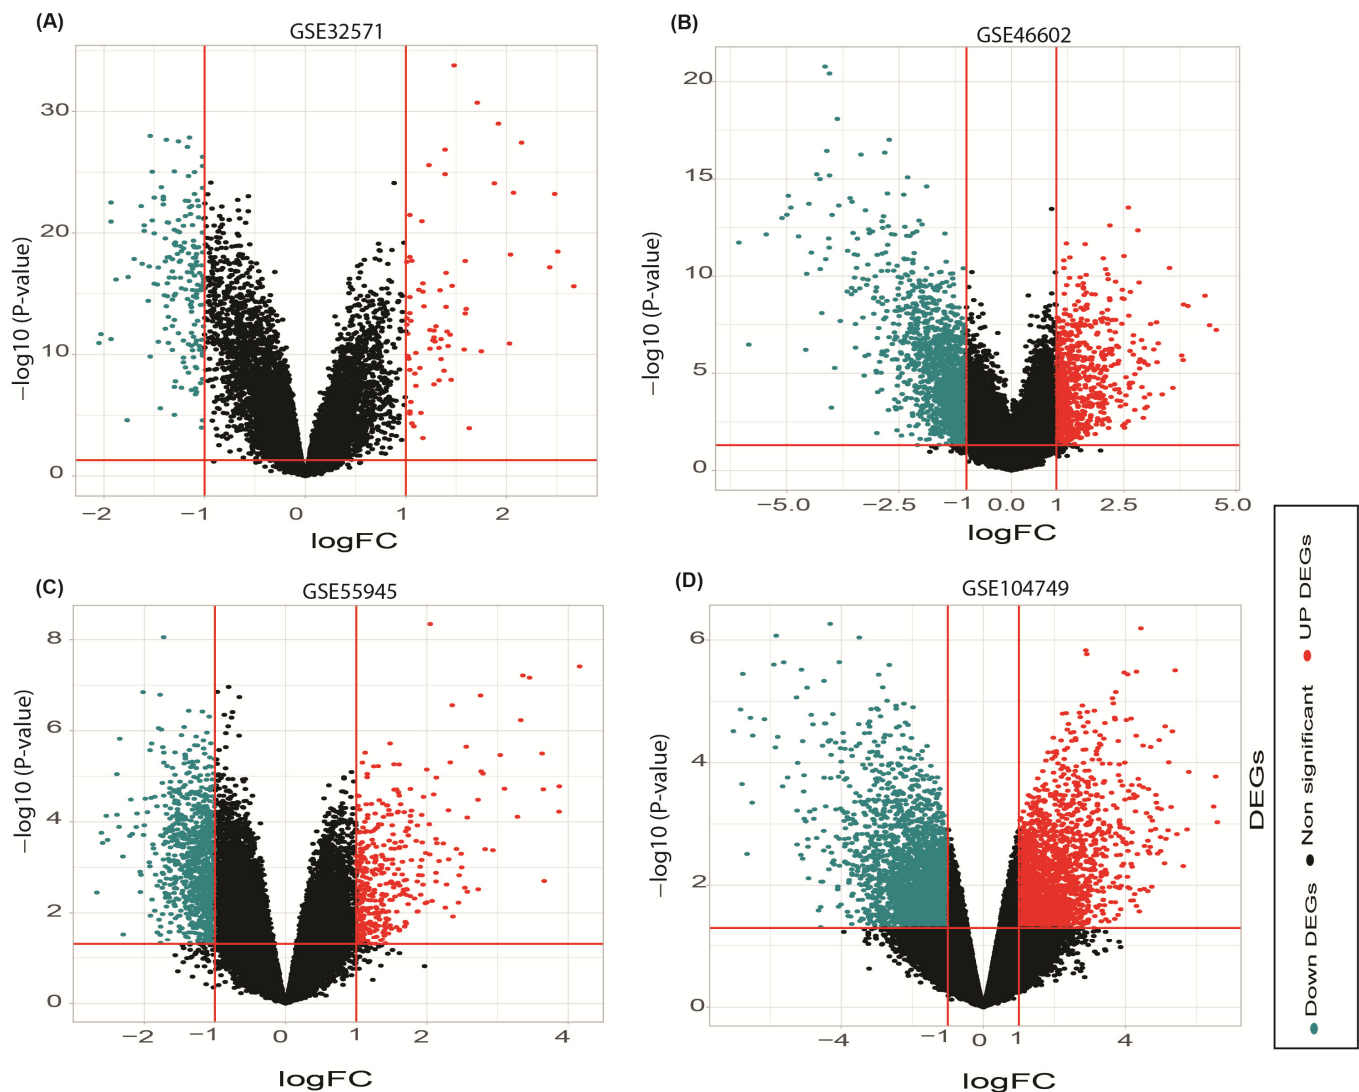 (A)
GSE32571
−log10 (P-value)
30
20
10
0
−2 −1 0 1 2
logFC
(B)
GSE46602
−log10 (P-value)
20
15
10
5
0
−5.0 −2.5 −1 0.0 1 2.5 5.0
logFC
(C)
GSE55945
−log10 (P-value)
8
6
4
2
0
−2 −1 0 1 2 4
logFC
(D)
GSE104749
−log10 (P-value)
6
4
2
0
−4 −1 0 1 4
logFC
DEGs
Down DEGs Non significant UP DEGs